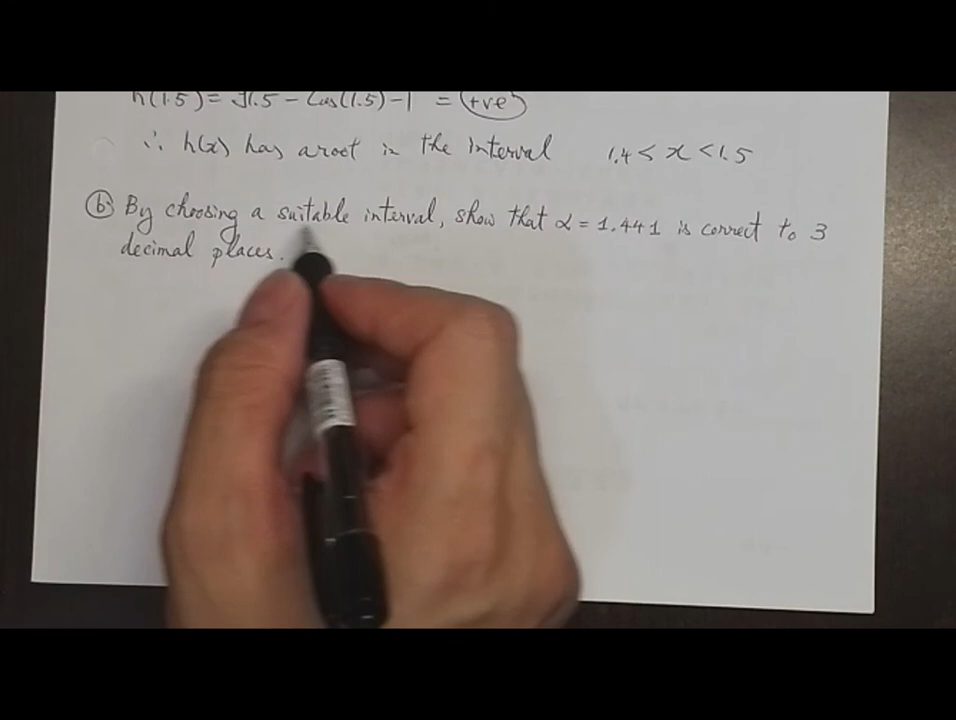 h(1.5) = √1.5 - Cos(1.5) - 1 = (+ve)
∴ h(x) has a root in the interval 1.4 < x < 1.5
(b) By choosing a suitable interval, show that α = 1.441 is correct to 3
decimal places.